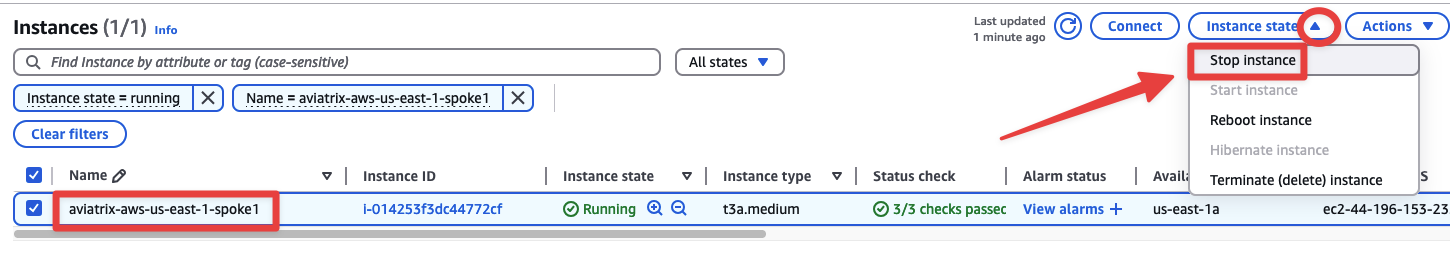 Instances (1/1) Info
Last updated
1 minute ago
Connect
Instance state
Actions
Find Instance by attribute or tag (case-sensitive)
All states
Stop instance
Instance state = running
Name = aviatrix-aws-us-east-1-spoke1
Start instance
Reboot instance
Clear filters
Hibernate instance
Terminate (delete) instance
Name Instance ID Instance state Instance type Status check Alarm status Availa S
aviatrix-aws-us-east-1-spoke1 i-014253f3dc44772cf Running t3a.medium 3/3 checks passec View alarms + us-east-1a ec2-44-196-153-23